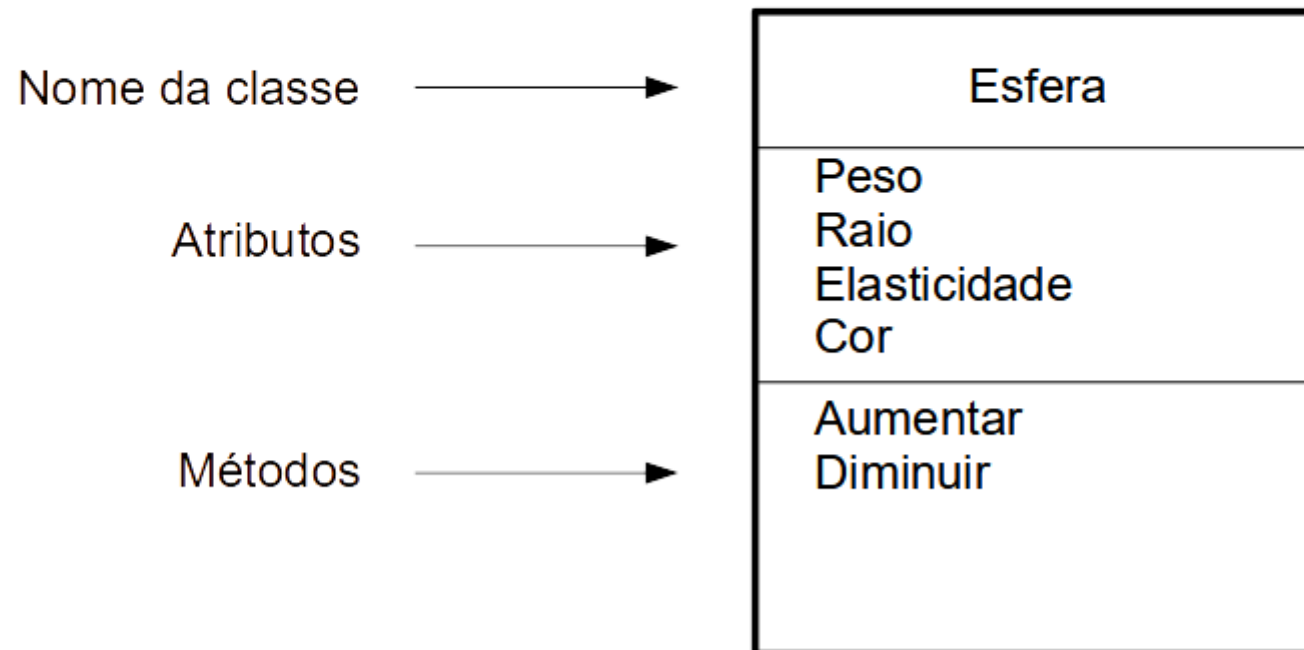 Nome da classe
Esfera
Atributos
Peso
Raio
Elasticidade
Cor
Métodos
Aumentar
Diminuir